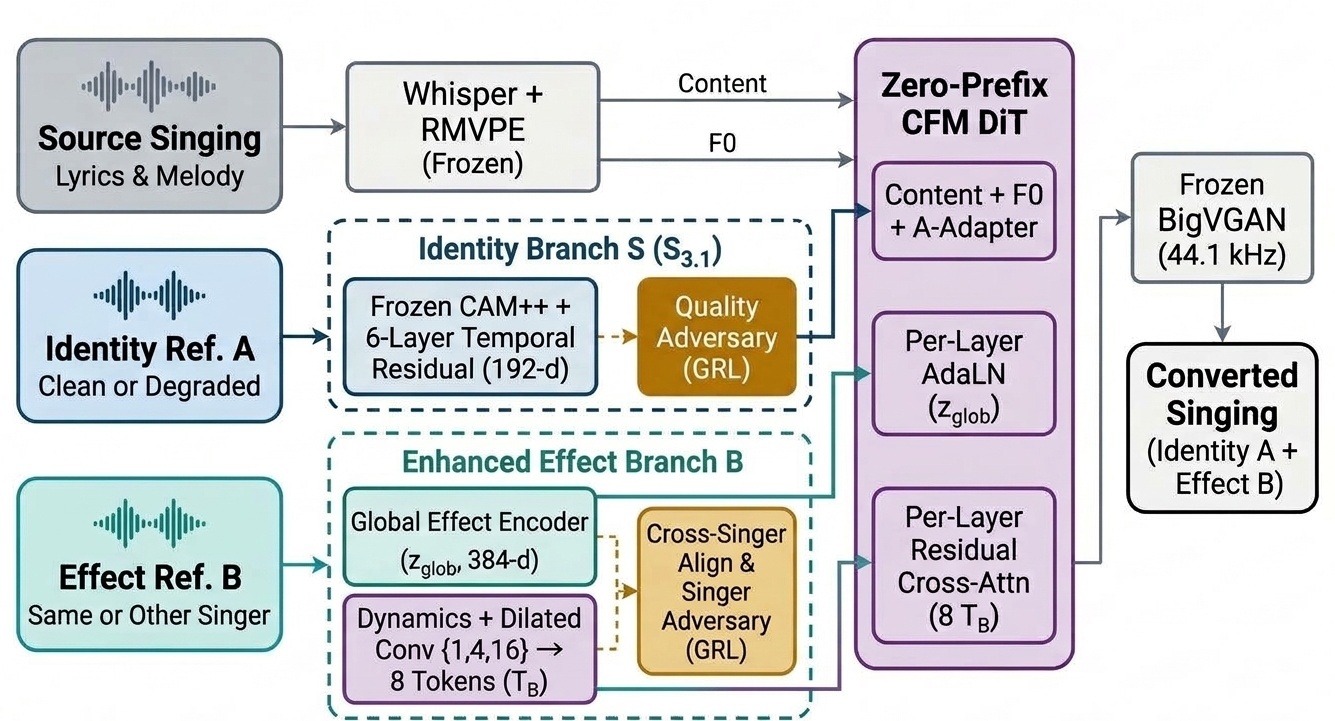 Source Singing
Lyrics & Melody
Whisper +
RMVPE
(Frozen)
Content
F0
Identity Ref. A
Clean or Degraded
Identity Branch S (S3.1)
Frozen CAM++ +
6-Layer Temporal
Residual (192-d)
Quality
Adversary
(GRL)
Effect Ref. B
Same or Other Singer
Enhanced Effect Branch B
Global Effect Encoder
(zglob, 384-d)
Dynamics + Dilated
Conv {1,4,16} →
8 Tokens (TB)
Cross-Singer
Align &
Singer
Adversary
(GRL)
Zero-Prefix
CFM DiT
Content + F0
+ A-Adapter
Per-Layer
AdaLN
(zglob)
Per-Layer
Residual
Cross-Attn
(8 TB)
Frozen
BigVGAN
(44.1 kHz)
Converted
Singing
(Identity A +
Effect B)